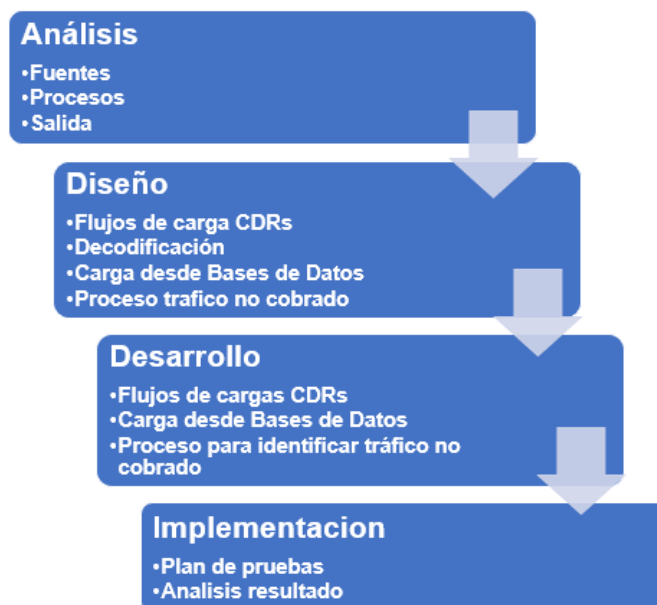 Análisis
•Fuentes
•Procesos
•Salida
Diseño
•Flujos de carga CDRs
•Decodificación
•Carga desde Bases de Datos
•Proceso trafico no cobrado
Desarrollo
•Flujos de cargas CDRs
•Carga desde Bases de Datos
•Proceso para identificar tráfico no
cobrado
Implementacion
•Plan de pruebas
•Analisis resultado